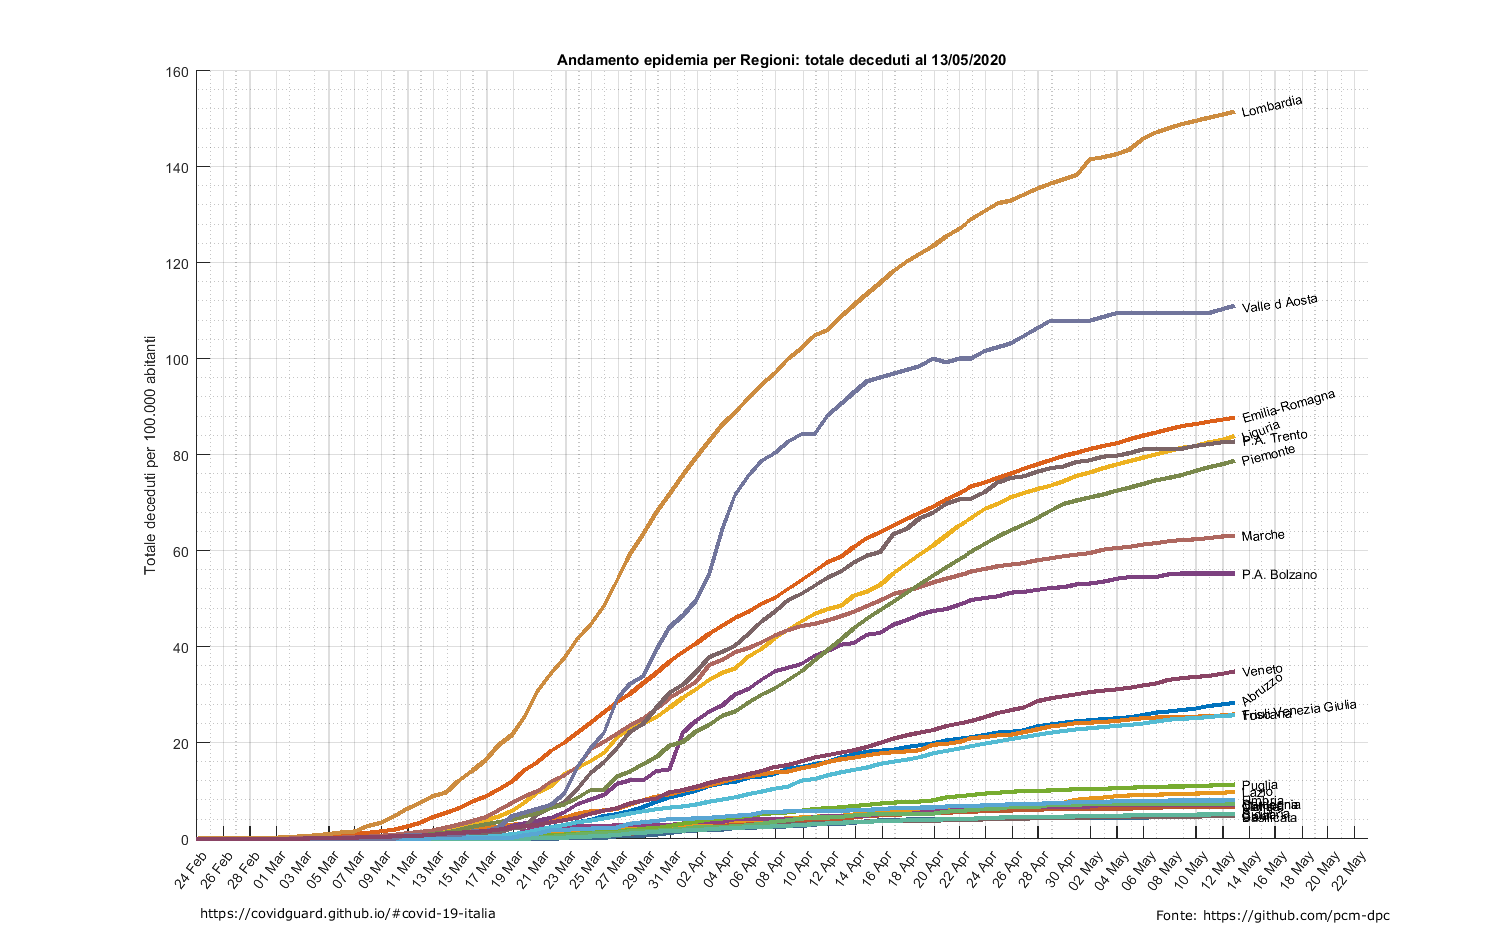 Andamento epidemia per Regioni: totale deceduti al 13/05/2020
Totale deceduti per 100.000 abitanti
160
140
120
100
80
60
40
20
0
Lombardia
Valle d Aosta
Emilia-Romagna
Liguria
P.A. Trento
Piemonte
Marche
P.A. Bolzano
Veneto
Abruzzo
Friuli Venezia Giulia
Toscana
Puglia
Lazio
Umbria
Basilicata
24 Feb
26 Feb
28 Feb
01 Mar
03 Mar
05 Mar
07 Mar
09 Mar
11 Mar
13 Mar
15 Mar
17 Mar
19 Mar
21 Mar
23 Mar
25 Mar
27 Mar
29 Mar
31 Mar
02 Apr
04 Apr
06 Apr
08 Apr
10 Apr
12 Apr
14 Apr
16 Apr
18 Apr
20 Apr
22 Apr
24 Apr
26 Apr
28 Apr
30 Apr
02 May
04 May
06 May
08 May
10 May
12 May
14 May
16 May
18 May
20 May
22 May
https://covidguard.github.io/#covid-19-italia
Fonte: https://github.com/pcm-dpc